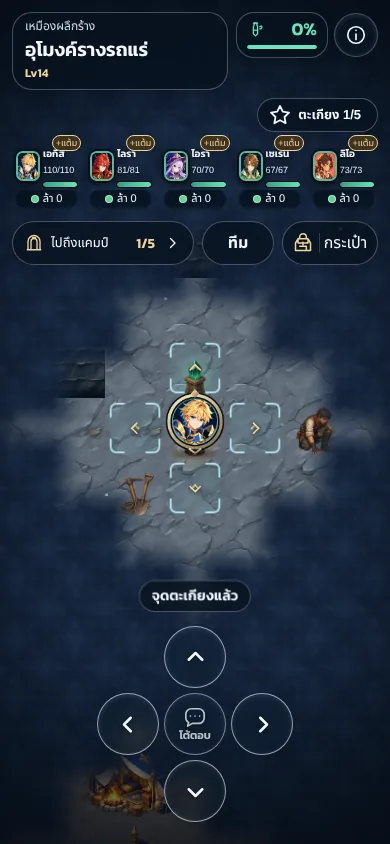 เหมืองผลึกร้าง
อุโมงค์รางรถแร่
Lv14
0%
ตะเกียง 1/5
+แต้ม
+แต้ม
+แต้ม
+แต้ม
+แต้ม
เอกิส
ไลรา
ไอรา
เซเรน
ลิโอ
110/110
81/81
70/70
67/67
73/73
ล้า 0
ล้า 0
ล้า 0
ล้า 0
ล้า 0
ไปถึงแคมป์ 1/5
ทีม
กระเป๋า
จุดตะเกียงแล้ว
โต้ตอบ